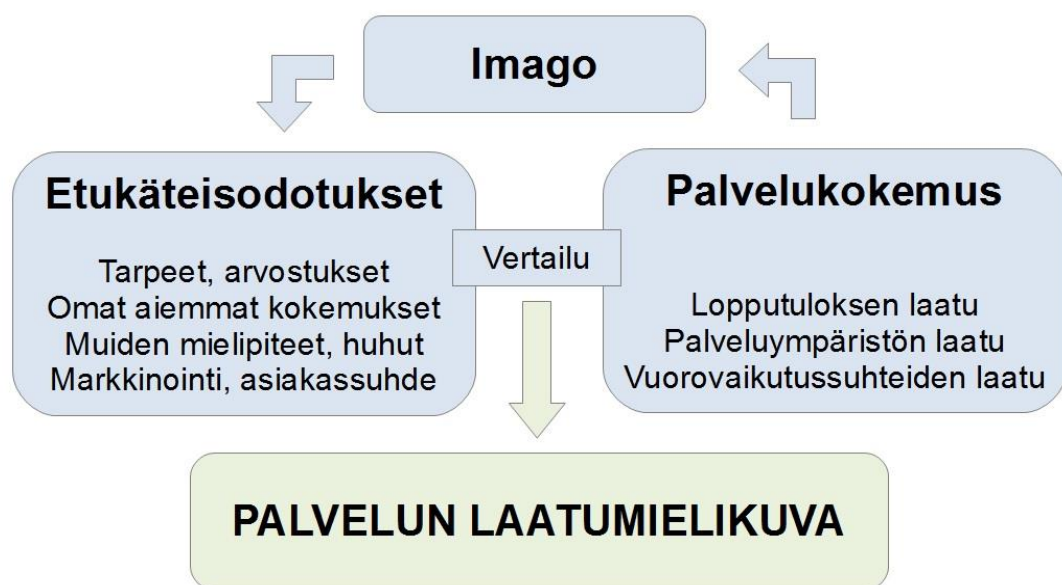 Imago
Etukäteisodotukset
Tarpeet, arvostukset
Omat aiemmat kokemukset
Muiden mielipiteet, huhut
Markkinointi, asiakassuhde
Vertailu
Palvelukokemus
Lopputuloksen laatu
Palveluympäristön laatu
Vuorovaikutussuhteiden laatu
PALVELUN LAATUMIELIKUVA